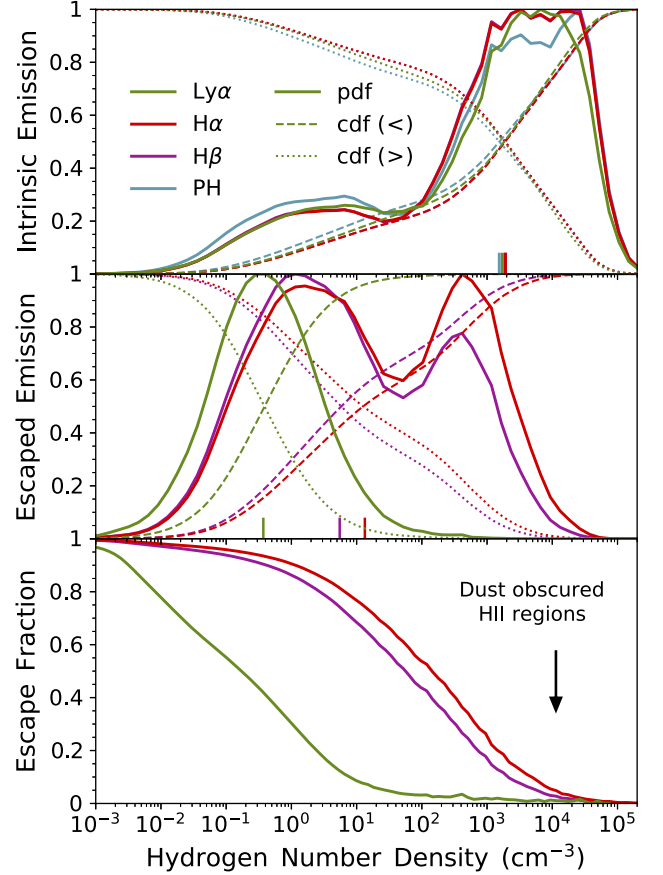 1
0.8
0.6
0.4
0.2
Intrinsic Emission
Lyα
Hα
Hβ
PH
pdf
cdf (<)
cdf (>)
1
0.8
0.6
0.4
0.2
Escaped Emission
1
0.8
0.6
0.4
0.2
0
Escape Fraction
Dust obscured
HII regions
10⁻³
10⁻²
10⁻¹
10⁰
10¹
10²
10³
10⁴
10⁵
Hydrogen Number Density (cm⁻³)